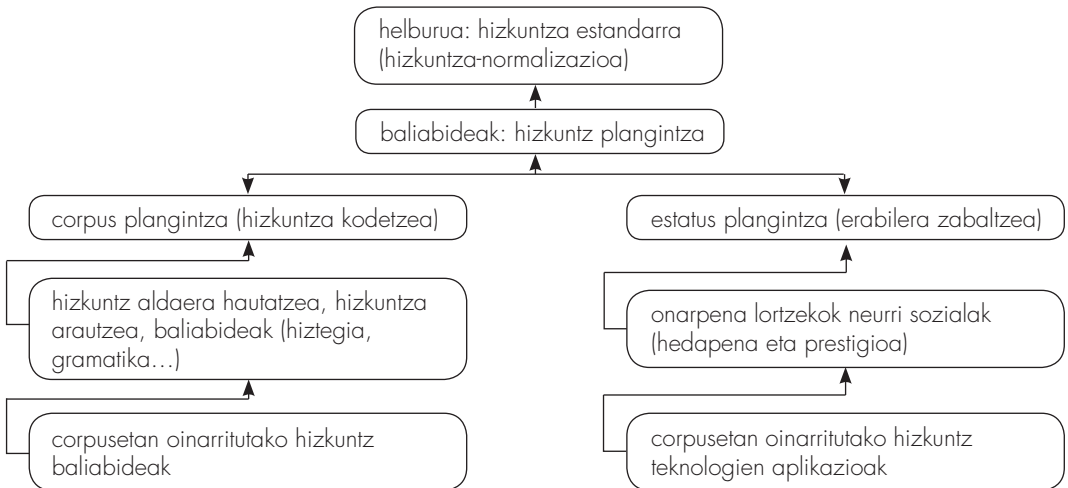 helburua: hizkuntza estandarra
(hizkuntza-normalizazioa)
baliabideak: hizkuntz plangintza
corpus plangintza (hizkuntza kodetzea)
estatus plangintza (erabilera zabaltzea)
hizkuntz aldaera hautatzea, hizkuntza
arautzea, baliabideak (hiztegia,
gramatika…)
onarpena lortzekok neurri sozialak
(hedapena eta prestigioa)
corpusetan oinarritutako hizkuntz
baliabideak
corpusetan oinarritutako hizkuntz
teknologien aplikazioak